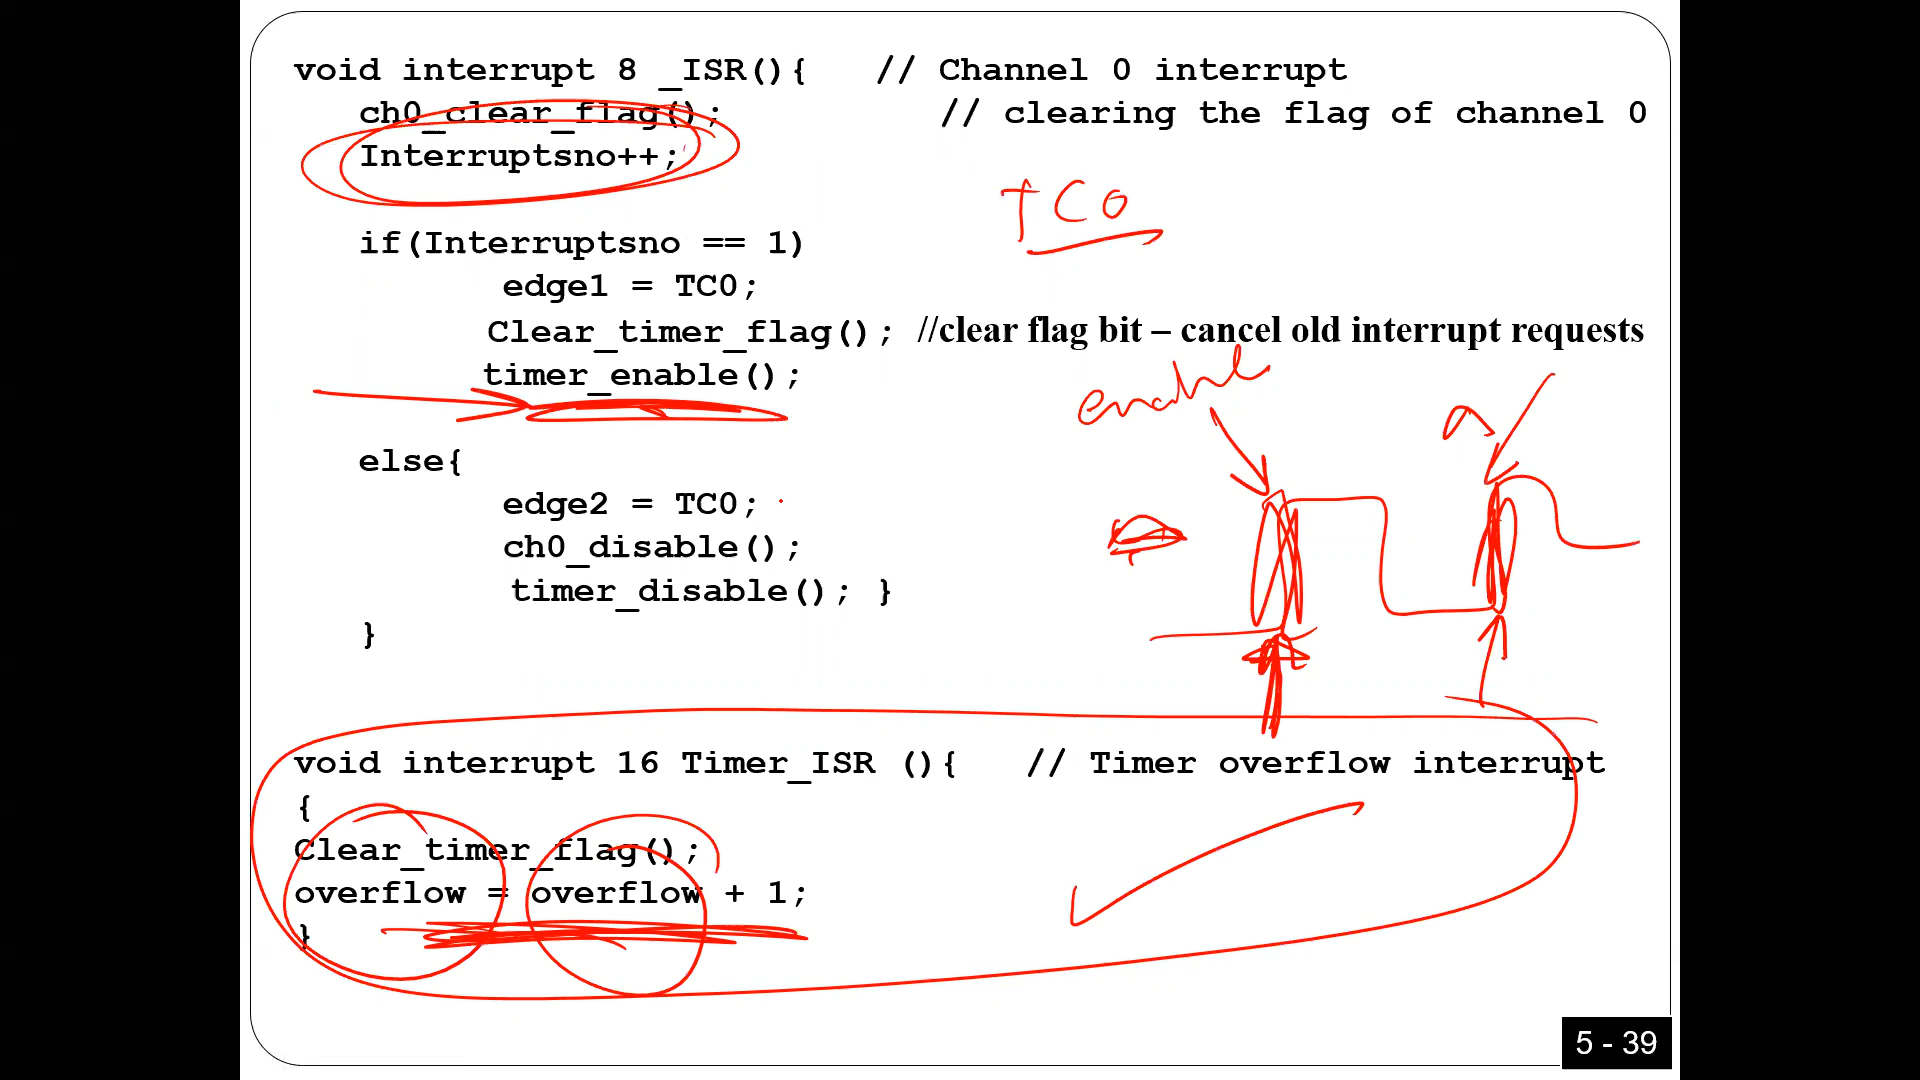 void interrupt 8 _ISR(){ // Channel 0 interrupt
ch0_clear_flag(); // clearing the flag of channel 0
Interruptsno++;
TC0
if(Interruptsno == 1)
edge1 = TC0;
Clear_timer_flag(); //clear flag bit – cancel old interrupt requests
timer_enable();
enable
else{
edge2 = TC0;
ch0_disable();
timer_disable(); }
}
void interrupt 16 Timer_ISR (){ // Timer overflow interrupt
{
Clear_timer_flag();
overflow = overflow + 1;
}
5 - 39